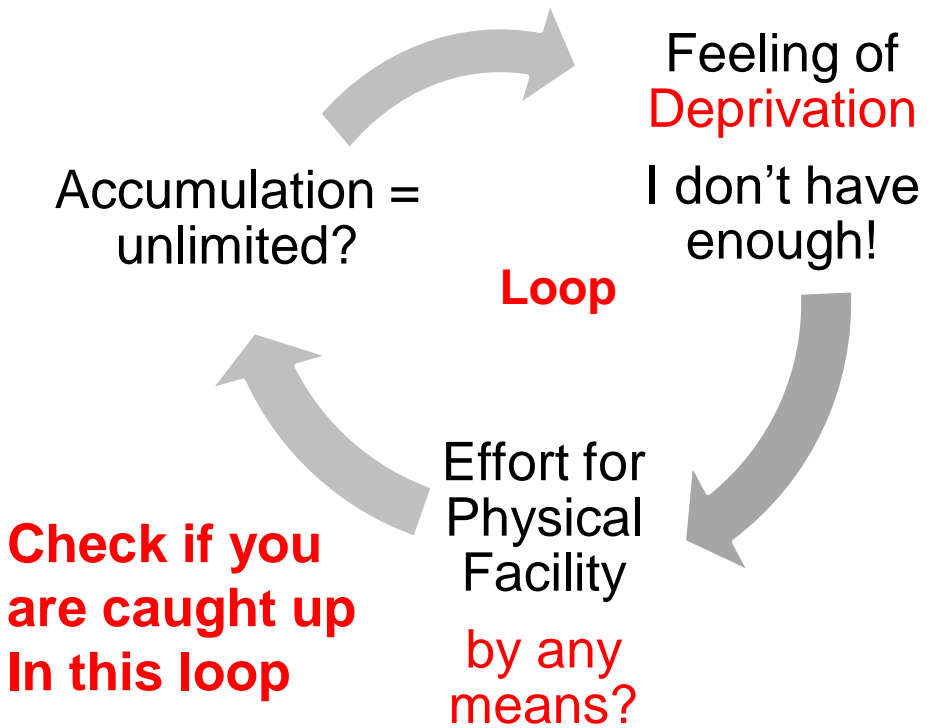 Feeling of
Deprivation
I don't have
enough!
Accumulation =
unlimited?
Loop
Effort for
Physical
Facility
by any
means?
Check if you
are caught up
In this loop